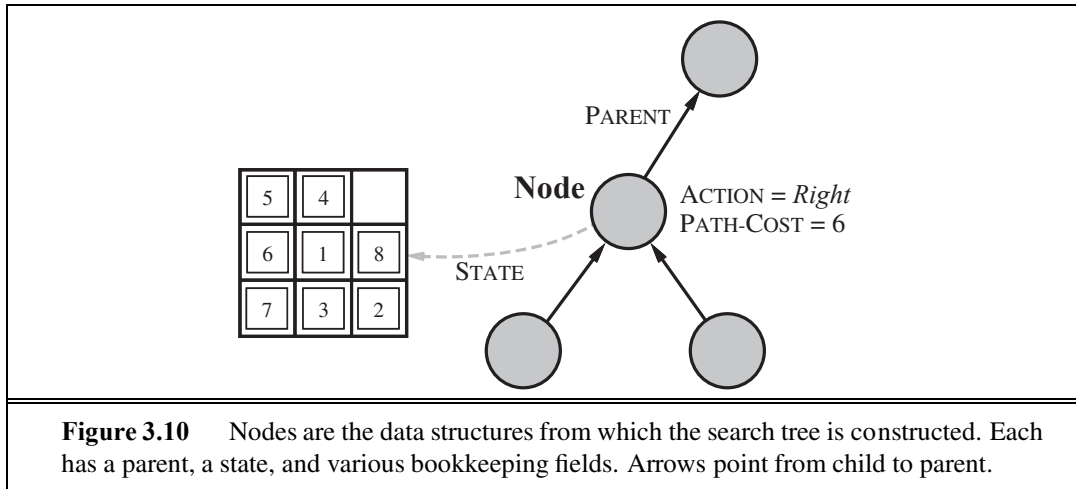 PARENT
Node
ACTION = Right
PATH-COST = 6
STATE
5 4
6 1 8
7 3 2
Figure 3.10 Nodes are the data structures from which the search tree is constructed. Each
has a parent, a state, and various bookkeeping fields. Arrows point from child to parent.